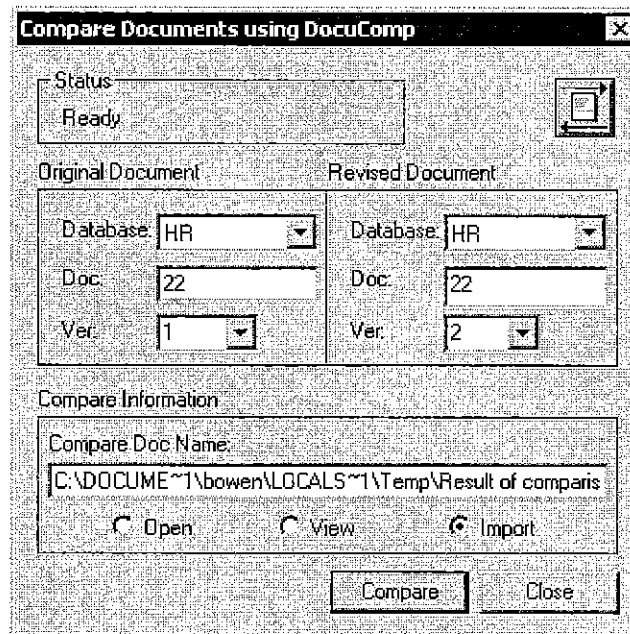 Compare Documents using DocuComp
Status
Ready
Original Document Revised Document
Database: HR Database: HR
Doc: 22 Doc: 22
Ver: 1 Ver: 2
Compare Information
Compare Doc Name:
C:\DOCUME~1\bowen\LOCALS~1\Temp\Result of comparis
Open View Import
Compare Close